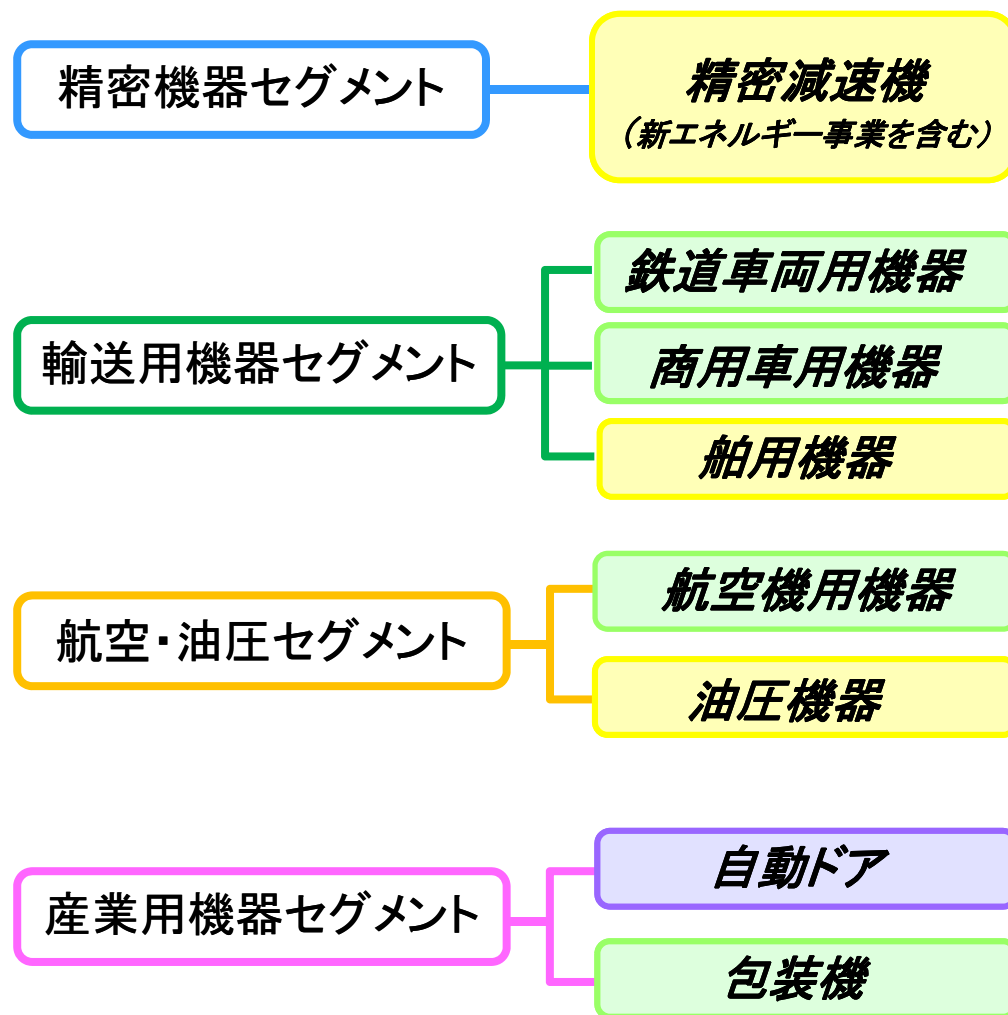 精密機器セグメント
精密減速機
（新エネルギー事業を含む）
輸送用機器セグメント
鉄道車両用機器
商用車用機器
舶用機器
航空・油圧セグメント
航空機用機器
油圧機器
産業用機器セグメント
自動ドア
包装機